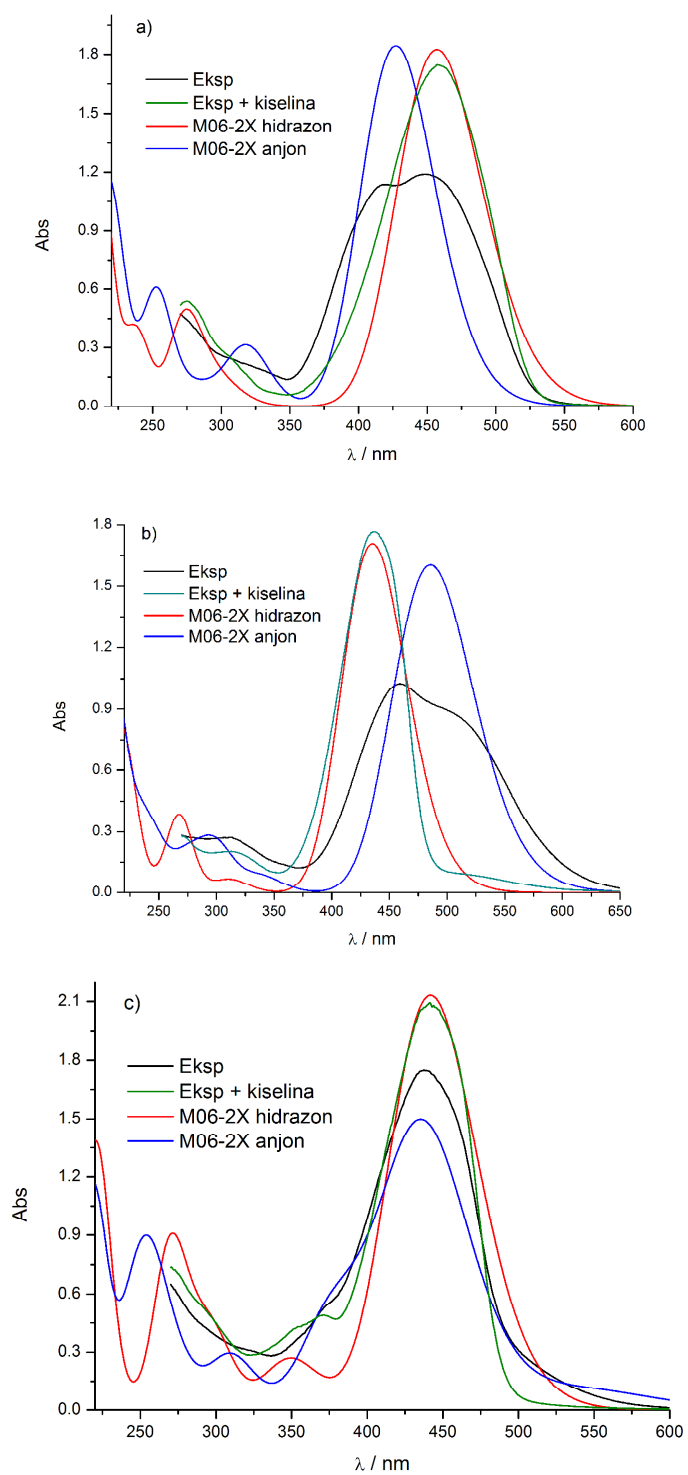 a)
Eksp
Eksp + kiselina
M06-2X hidrazon
M06-2X anjon
Abs
1.8
1.5
1.2
0.9
0.6
0.3
0.0
250 300 350 400 450 500 550 600
λ / nm
b)
Eksp
Eksp + kiselina
M06-2X hidrazon
M06-2X anjon
Abs
1.8
1.5
1.2
0.9
0.6
0.3
0.0
250 300 350 400 450 500 550 600 650
λ / nm
c)
Eksp
Eksp + kiselina
M06-2X hidrazon
M06-2X anjon
Abs
2.1
1.8
1.5
1.2
0.9
0.6
0.3
0.0
250 300 350 400 450 500 550 600
λ / nm